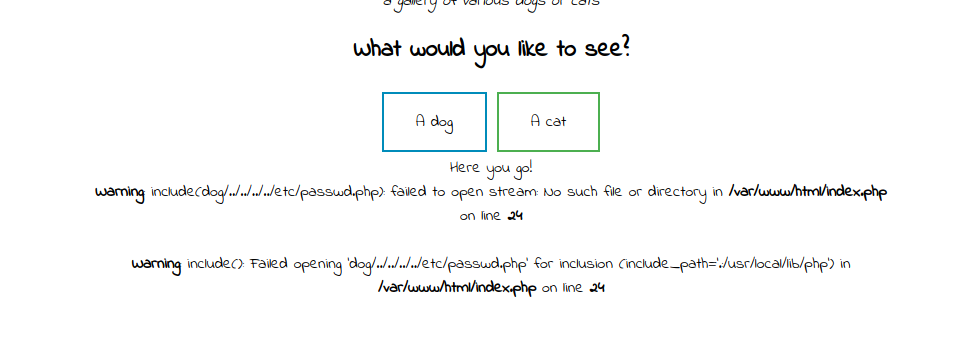 a gallery of various dogs or cats
What would you like to see?
A dog
A cat
Here you go!
Warning: include(dog/../../../../etc/passwd.php): failed to open stream: No such file or directory in /var/www/html/index.php
on line 24
Warning: include(): Failed opening 'dog/../../../../etc/passwd.php' for inclusion (include_path='.:/usr/local/lib/php') in
/var/www/html/index.php on line 24